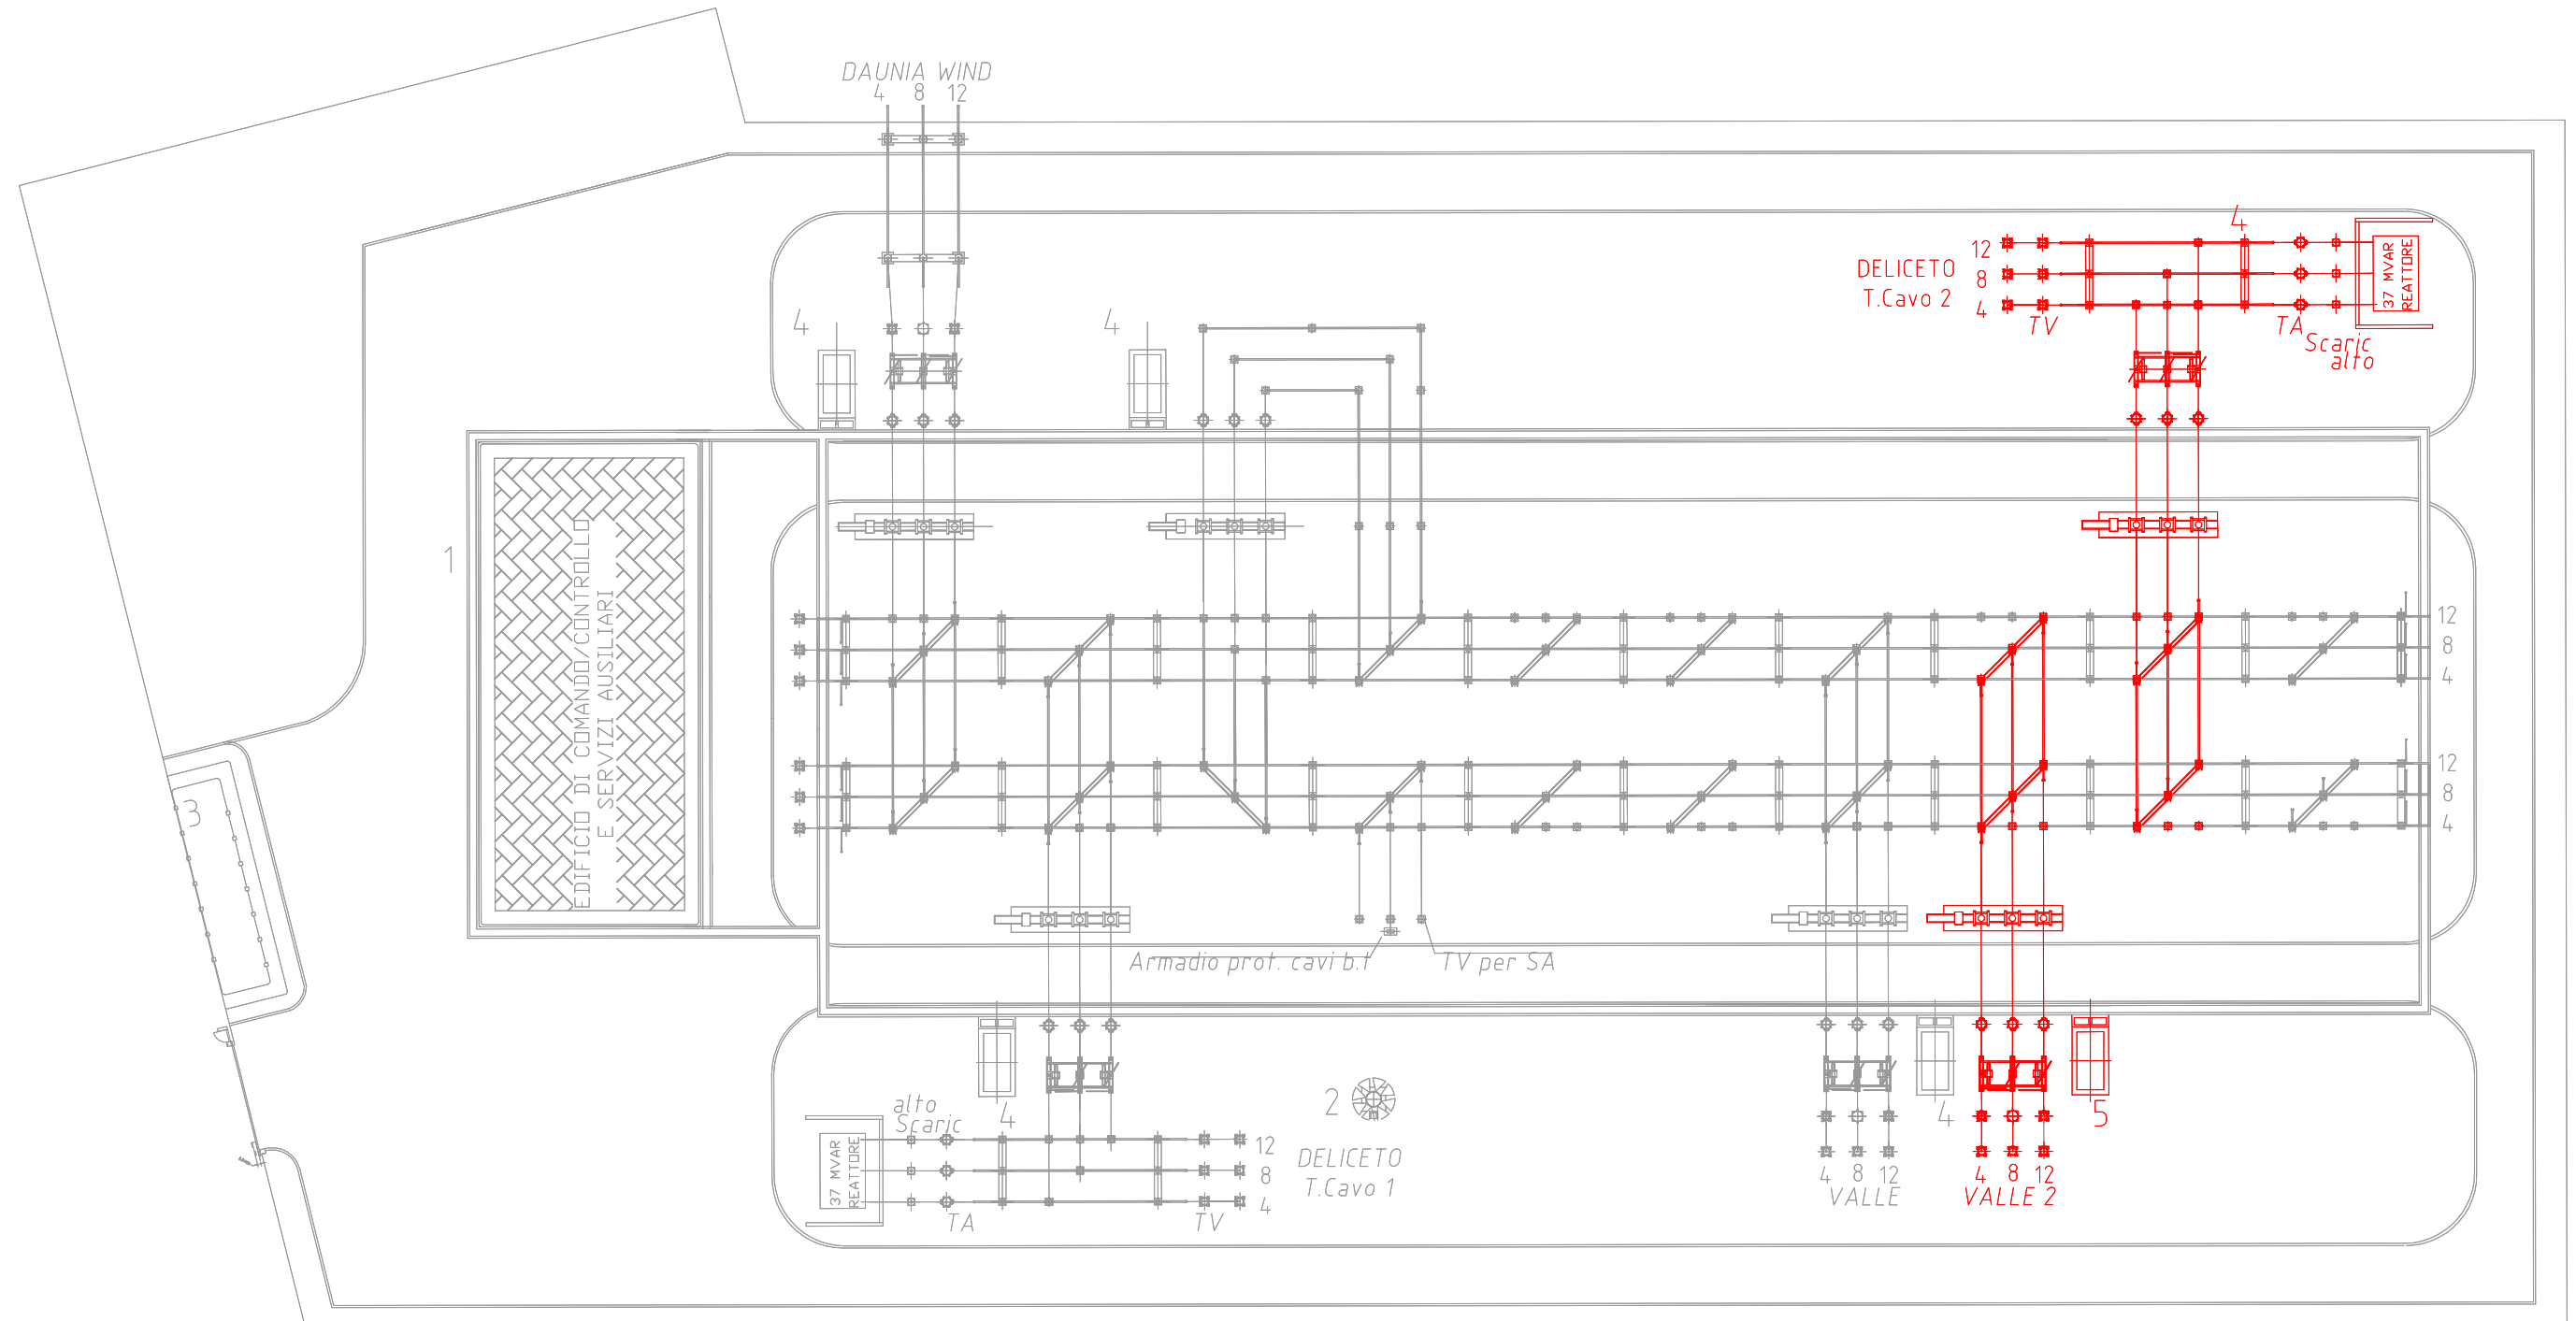 DAUNIA WIND
4 8 12
4
12
DELICETO
8
T.Cavo 2
4
TV
TA
Scaric
alto
37 MVAR
REATTORE
4
4
1
EDIFICIO DI COMANDO/CONTROLLO
E SERVIZI AUSILIARI
12
8
4
12
8
4
3
Armadio prot. cavi b.t
TV per SA
alto
Scaric
4
2
4
5
37 MVAR
REATTORE
12
8
4
DELICETO
T.Cavo 1
TA
TV
4 8 12
VALLE
4 8 12
VALLE 2